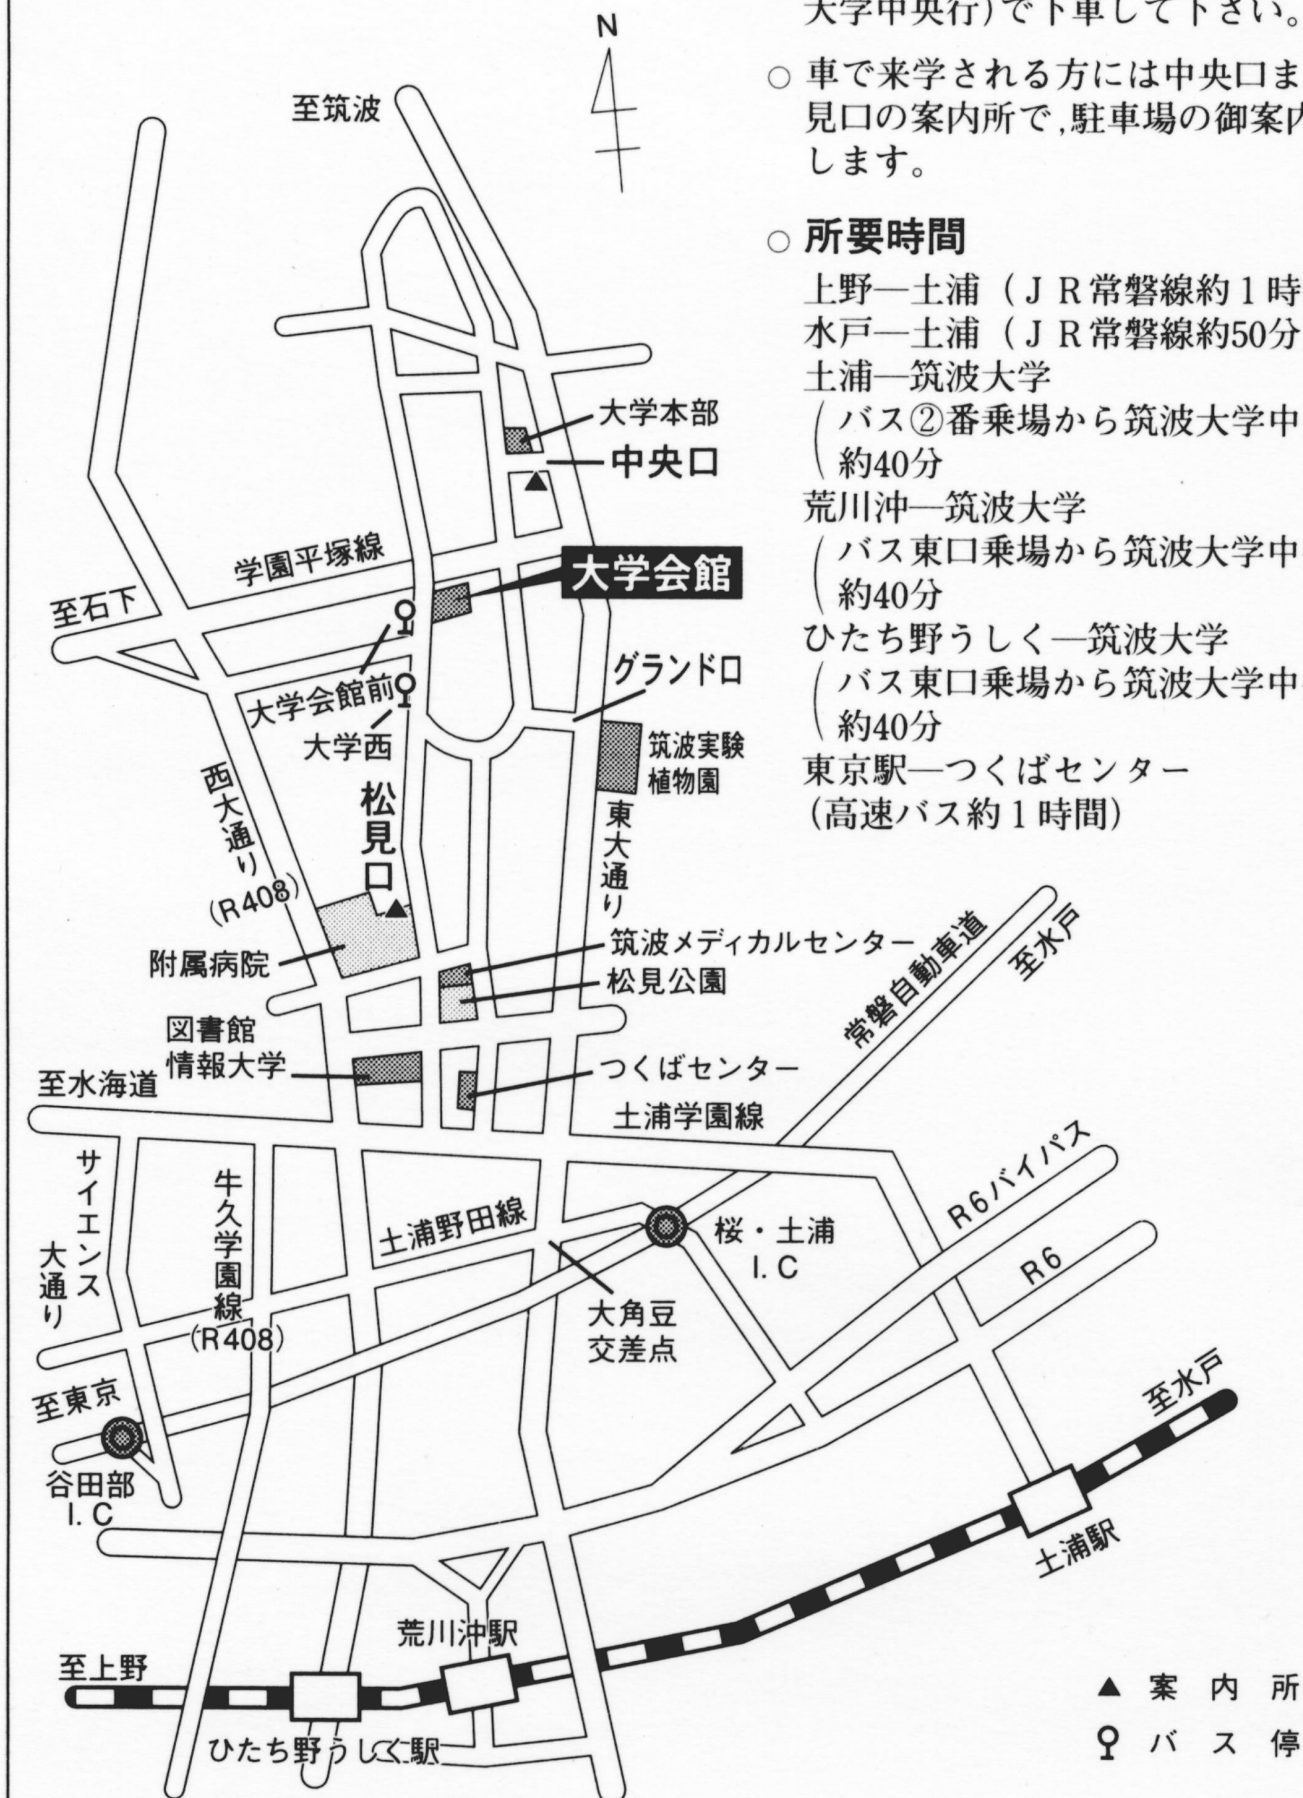 大学中央行)で下車して下さい。
○ 車で来学される方には中央口ま
見口の案内所で,駐車場の御案内
します。
○ 所要時間
上野―土浦(JR常磐線約1時
水戸―土浦(JR常磐線約50分
土浦―筑波大学
(バス②番乗場から筑波大学中
約40分
荒川沖―筑波大学
(バス東口乗場から筑波大学中
約40分
ひたち野うしく―筑波大学
(バス東口乗場から筑波大学中
約40分
東京駅―つくばセンター
(高速バス約1時間)
N
至筑波
大学本部
中央口
学園平塚線
大学会館
至石下
大学会館前
グランド口
大学西
筑波実験
植物園
西大通り
(R408)
松見口
東大通り
附属病院
筑波メディカルセンター
松見公園
常磐自動車道
至水戸
図書館
情報大学
至水海道
つくばセンター
土浦学園線
サイエンス
大通り
牛久学園線
(R408)
土浦野田線
桜・土浦
I.C
R6バイパス
R6
大角豆
交差点
至東京
谷田部
I.C
至水戸
土浦駅
荒川沖駅
至上野
ひたち野うしく駅
▲ 案内所
バス停